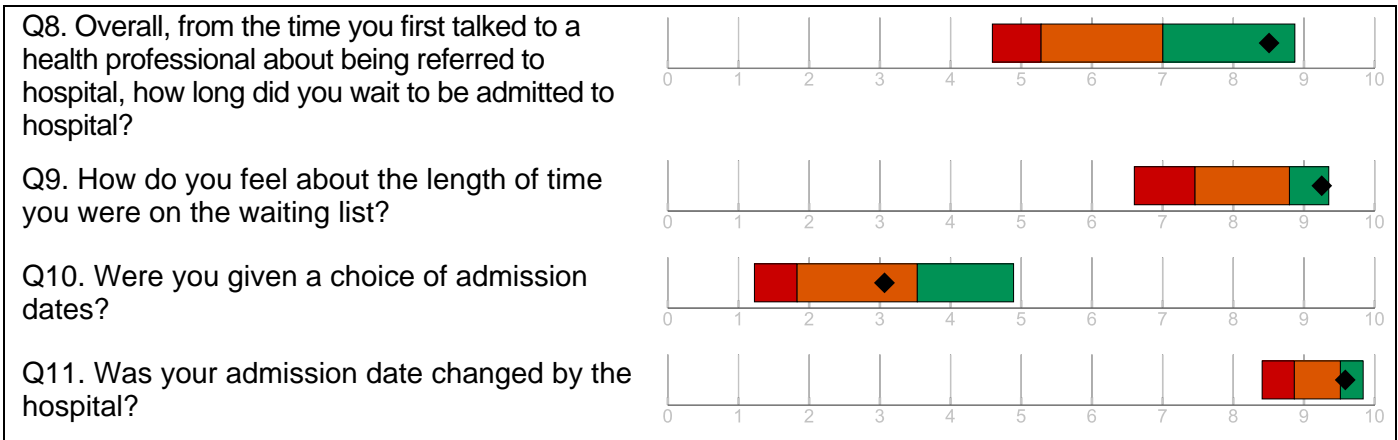 Q8. Overall, from the time you first talked to a
health professional about being referred to
hospital, how long did you wait to be admitted to
hospital?
0 1 2 3 4 5 6 7 8 9 10
Q9. How do you feel about the length of time
you were on the waiting list?
0 1 2 3 4 5 6 7 8 9 10
Q10. Were you given a choice of admission
dates?
0 1 2 3 4 5 6 7 8 9 10
Q11. Was your admission date changed by the
hospital?
0 1 2 3 4 5 6 7 8 9 10